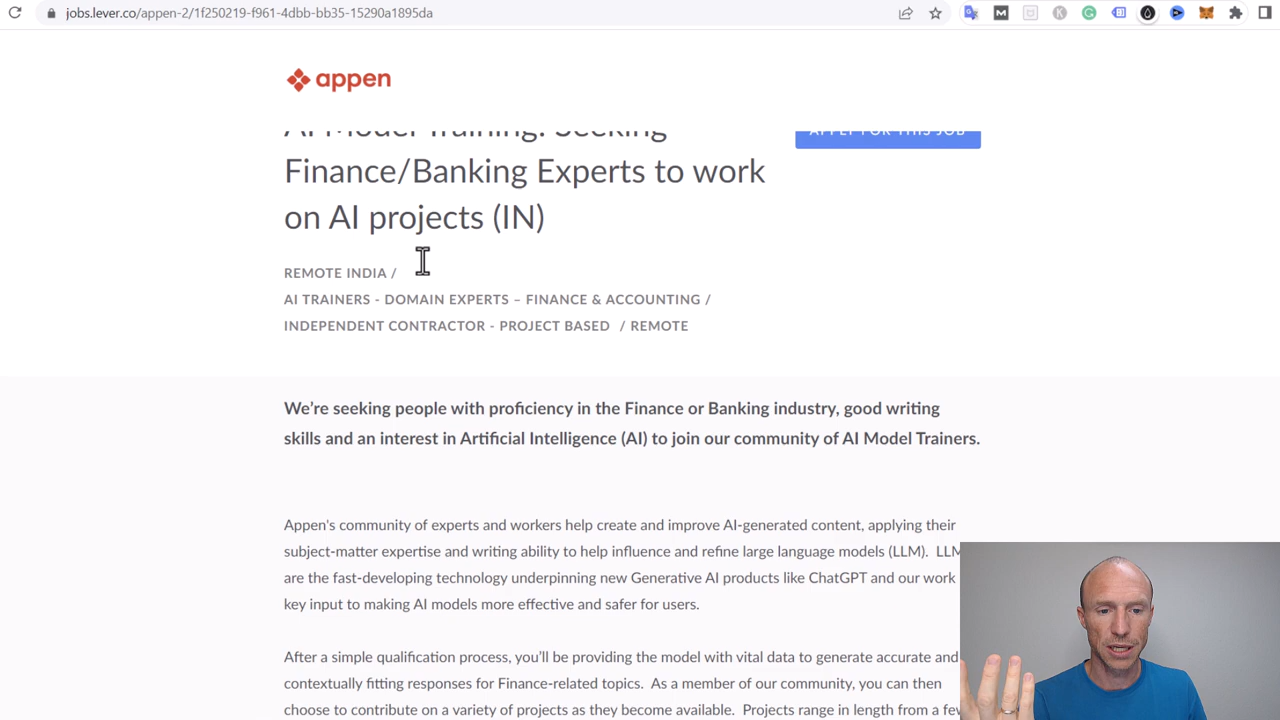 jobs.lever.co/appen-2/1f250219-f961-4dbb-bb35-15290a1895da
appen
AI Model Training: Seeking
APPLY FOR THIS JOB
Finance/Banking Experts to work
on AI projects (IN)
REMOTE INDIA /
AI TRAINERS - DOMAIN EXPERTS – FINANCE & ACCOUNTING /
INDEPENDENT CONTRACTOR - PROJECT BASED / REMOTE
We’re seeking people with proficiency in the Finance or Banking industry, good writing
skills and an interest in Artificial Intelligence (AI) to join our community of AI Model Trainers.
Appen's community of experts and workers help create and improve AI-generated content, applying their
subject-matter expertise and writing ability to help influence and refine large language models (LLM). LLM
are the fast-developing technology underpinning new Generative AI products like ChatGPT and our work
key input to making AI models more effective and safer for users.
After a simple qualification process, you’ll be providing the model with vital data to generate accurate and
contextually fitting responses for Finance-related topics. As a member of our community, you can then
choose to contribute on a variety of projects as they become available. Projects range in length from a few